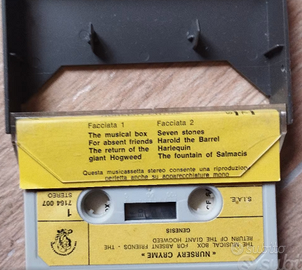 Facciata 1
The musical box
For absent friends
The return of the
giant Hogweed
Facciata 2
Seven stones
Harold the Barrel
Harlequin
The fountain of Salmacis
Questa musicassetta stereo consente una riproduzione
perfetta anche su apparecchiature mono
1
7164 007
STEREO
S.I.A.E.
THE MUSICAL BOX FOR ABSENT FRIENDS - THE
RETURN OF THE GIANT HOGWEED
GENESIS
« NURSERY CRYME »